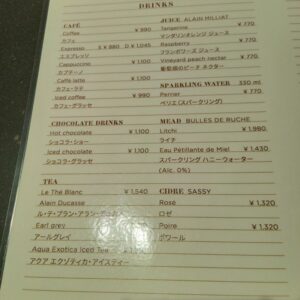 DRINKS
CAFÉ
Coffee ¥ 990
カフェ
Espresso S ¥ 880 D ¥ 1,045
エスプレッソ
Cappuccino ¥ 1,100
カプチーノ
Caffe latte ¥ 1,100
カフェ・ラテ
Iced coffee ¥ 990
カフェ・グラッセ
CHOCOLATE DRINKS
Hot chocolate ¥ 1,100
ショコラ・ショー
Iced chocolate ¥ 1,100
ショコラ・グラッセ
TEA
Le Thé Blanc ¥ 1,540
Alain Ducasse
ル・テ・ブラン・アラン・デュカス
Earl grey
アールグレイ
Aqua Exotica Iced Tea
アクア エクゾティカ・アイスティー
JUICE ALAIN MILLIAT
Tangerine ¥ 770
マンダリンオレンジ ジュース
Raspberry ¥ 770
フランボワーズ ジュース
Vineyard peach nectar ¥ 770
ピーチ ネクター
SPARKLING WATER 330 ml
Perrier ¥ 770
ペリエ (スパークリング)
MEAD BULLES DE RUCHE
Litchi ¥ 1,980
ライチ
Eau Pétillante de Miel ¥ 1,430
スパークリング ハニーウォーター
(Alc. 0%)
CIDRE SASSY
Rosé ¥ 1,320
ロゼ
Poire ¥ 1,320
ポワール